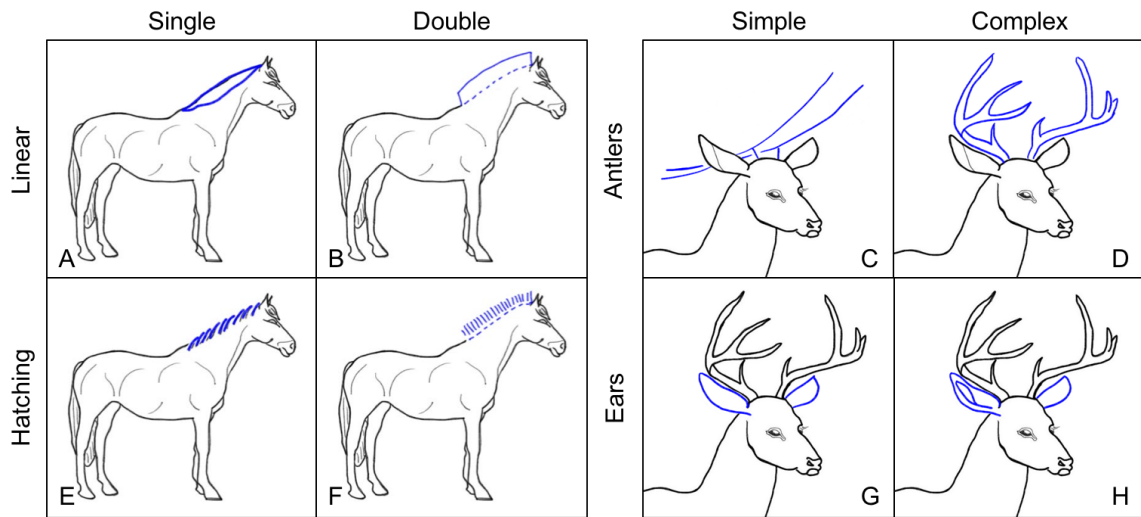 Single Double Simple Complex
Linear
Antlers
A B C D
Hatching
Ears
E F G H